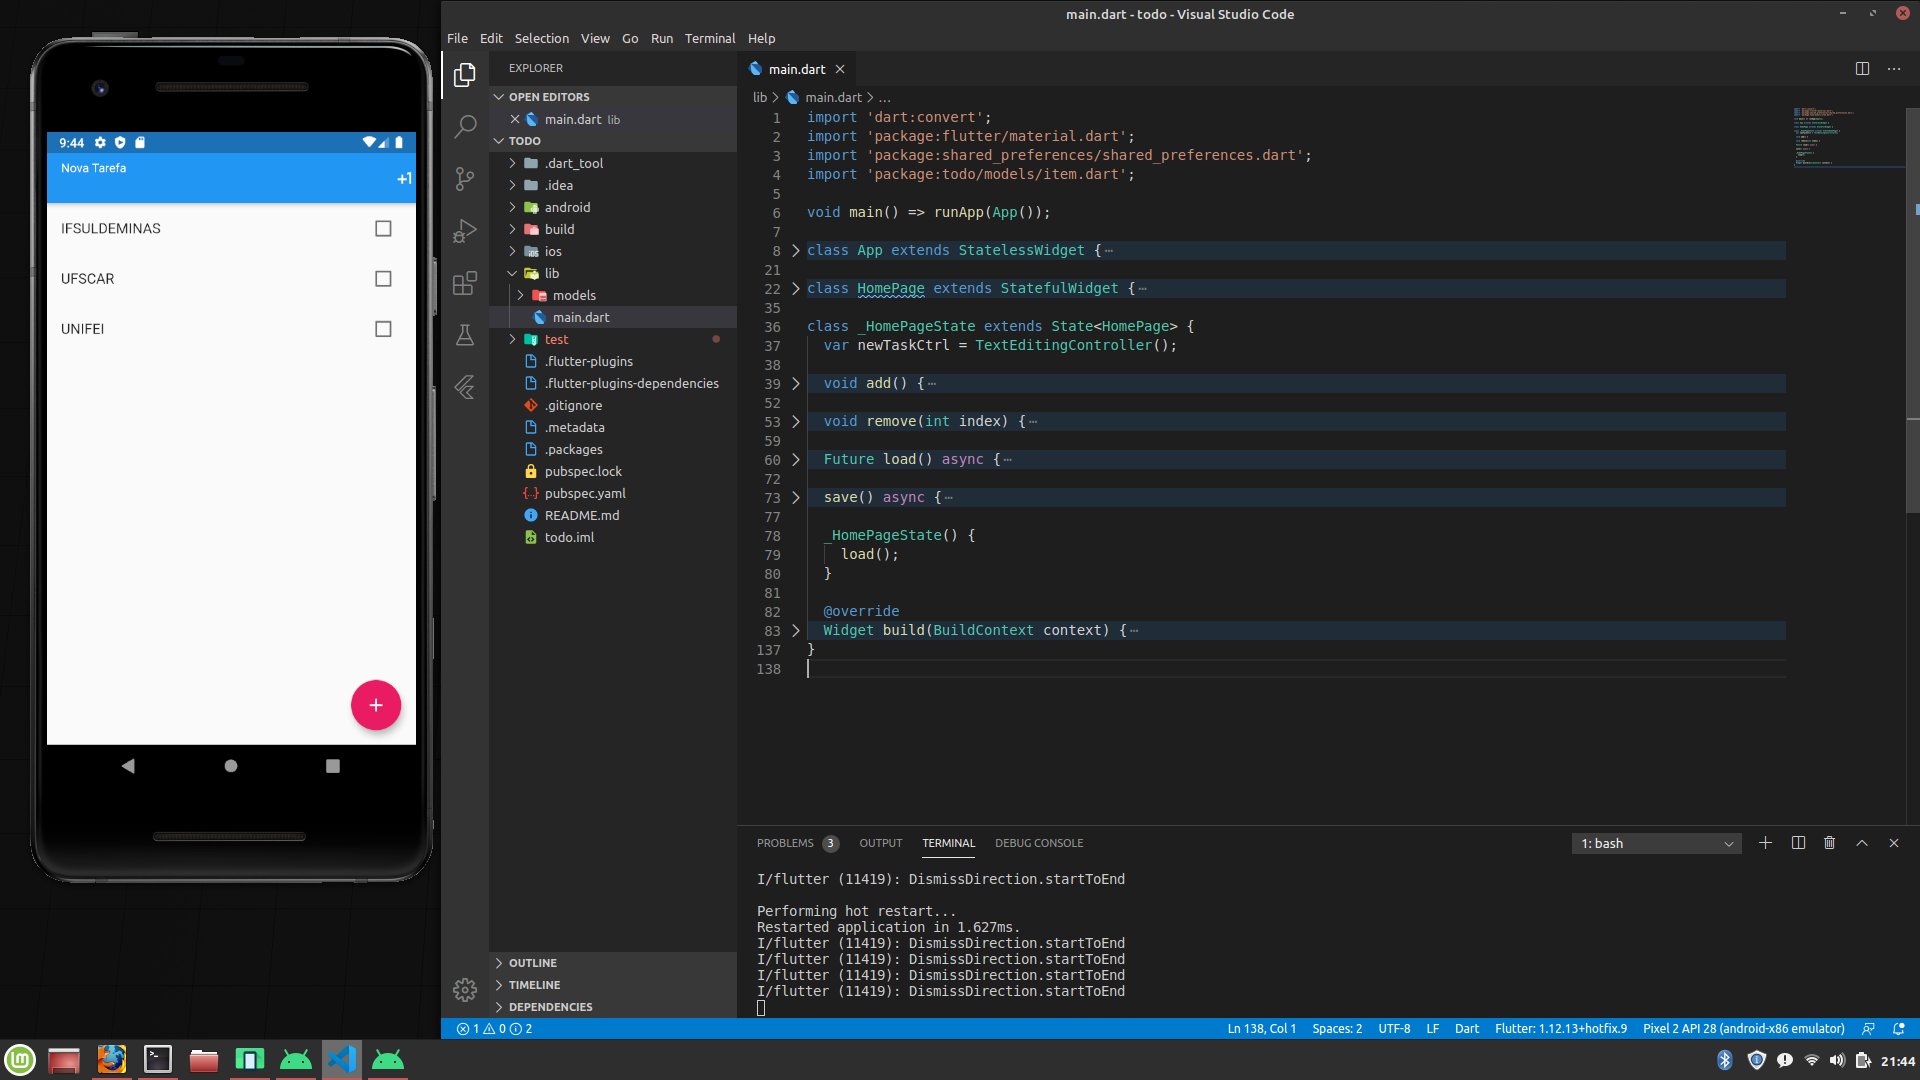 main.dart - todo - Visual Studio Code
File Edit Selection View Go Run Terminal Help
9:44
Nova Tarefa
+1
IFSULDEMINAS
UFSCAR
UNIFEI
+
EXPLORER
OPEN EDITORS
main.dart lib
TODO
.dart_tool
.idea
android
build
ios
lib
models
main.dart
test
.flutter-plugins
.flutter-plugins-dependencies
.gitignore
.metadata
.packages
pubspec.lock
pubspec.yaml
README.md
todo.iml
OUTLINE
TIMELINE
DEPENDENCIES
main.dart
lib > main.dart > ...
1 import 'dart:convert';
2 import 'package:flutter/material.dart';
3 import 'package:shared_preferences/shared_preferences.dart';
4 import 'package:todo/models/item.dart';
5
6 void main() => runApp(App());
7
8 class App extends StatelessWidget {
21
22 class HomePage extends StatefulWidget {
35
36 class _HomePageState extends State<HomePage> {
37 var newTaskCtrl = TextEditingController();
38
39 void add() {
52
53 void remove(int index) {
59
60 Future load() async {
72
73 save() async {
77
78 _HomePageState() {
79 load();
80 }
81
82 @override
83 Widget build(BuildContext context) {
137 }
138
PROBLEMS 3 OUTPUT TERMINAL DEBUG CONSOLE
1: bash
I/flutter (11419): DismissDirection.startToEnd
Performing hot restart...
Restarted application in 1.627ms.
I/flutter (11419): DismissDirection.startToEnd
I/flutter (11419): DismissDirection.startToEnd
I/flutter (11419): DismissDirection.startToEnd
I/flutter (11419): DismissDirection.startToEnd
1 0 2
Ln 138, Col 1 Spaces: 2 UTF-8 LF Dart Flutter: 1.12.13+hotfix.9 Pixel 2 API 28 (android-x86 emulator)
21:44